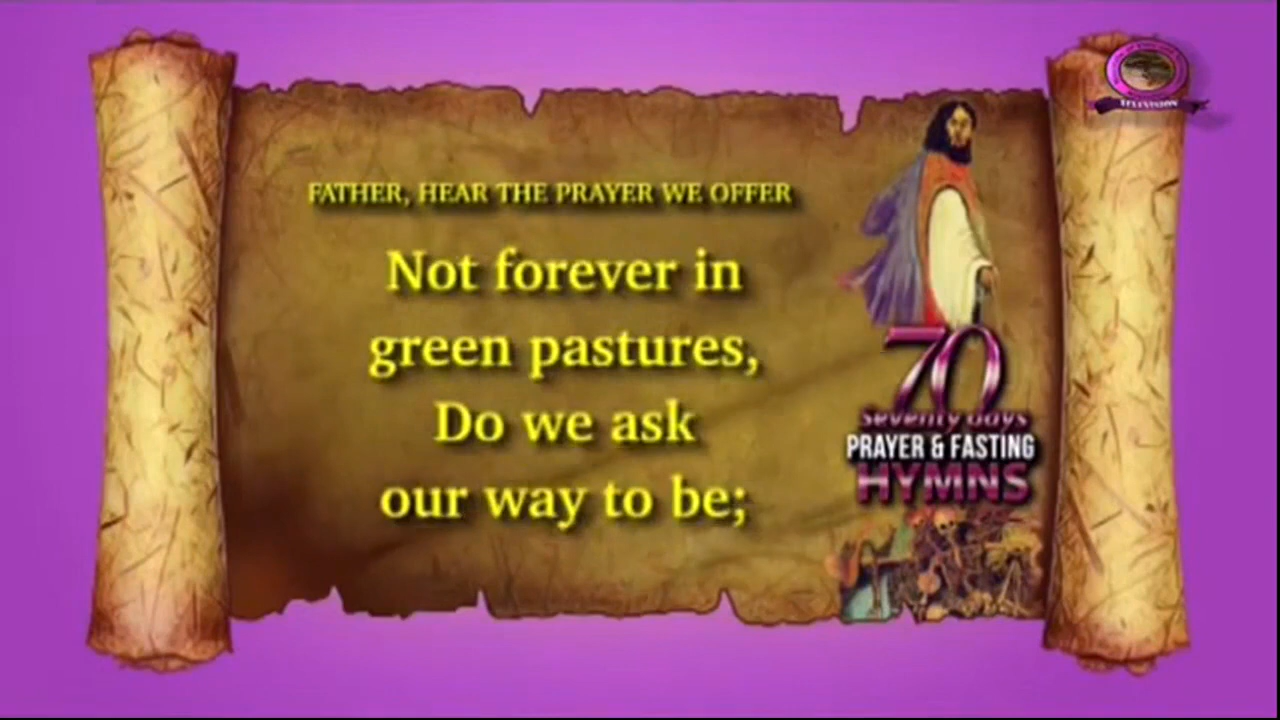 FATHER, HEAR THE PRAYER WE OFFER
Not forever in
green pastures,
Do we ask
our way to be;
70
Seventy days
PRAYER & FASTING
HYMNS
TELEVISION